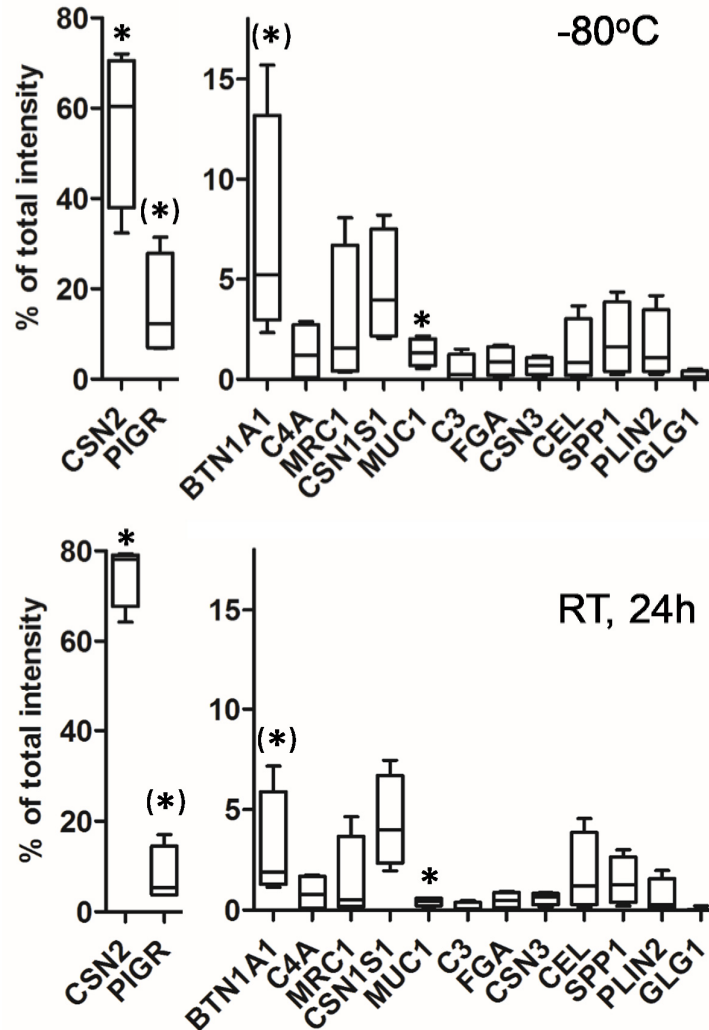 -80°C
% of total intensity
80
60
40
20
0
15
10
5
0
*
(*)
(*)
*
CSN2
PIGR
BTN1A1
C4A
MRC1
CSN1S1
MUC1
C3
FGA
CSN3
CEL
SPP1
PLIN2
GLG1
RT, 24h
% of total intensity
80
60
40
20
0
15
10
5
0
*
(*)
(*)
*
CSN2
PIGR
BTN1A1
C4A
MRC1
CSN1S1
MUC1
C3
FGA
CSN3
CEL
SPP1
PLIN2
GLG1